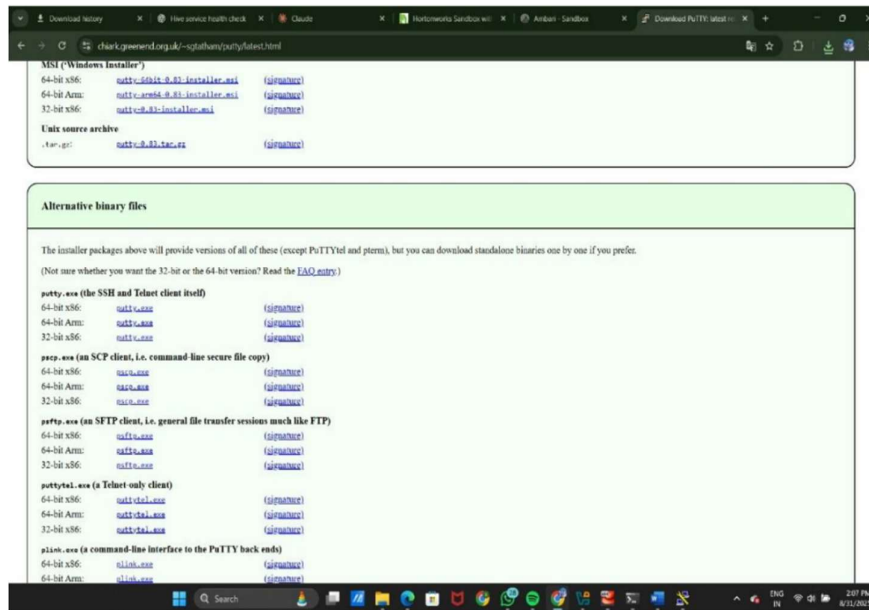 Download history
Hive service health check
Claude
Hortonworks Sandbox with
Ambari - Sandbox
Download PuTTY: latest re
chiark.greenend.org.uk/~sgtatham/putty/latest.html
MSI (‘Windows Installer’)
64-bit x86: putty-64bit-0.83-installer.msi (signature)
64-bit Arm: putty-arm64-0.83-installer.msi (signature)
32-bit x86: putty-0.83-installer.msi (signature)
Unix source archive
.tar.gz: putty-0.83.tar.gz (signature)
Alternative binary files
The installer packages above will provide versions of all of these (except PuTTYtel and pterm), but you can download standalone binaries one by one if you prefer.
(Not sure whether you want the 32-bit or the 64-bit version? Read the FAQ entry.)
putty.exe (the SSH and Telnet client itself)
64-bit x86: putty.exe (signature)
64-bit Arm: putty.exe (signature)
32-bit x86: putty.exe (signature)
pscp.exe (an SCP client, i.e. command-line secure file copy)
64-bit x86: pscp.exe (signature)
64-bit Arm: pscp.exe (signature)
32-bit x86: pscp.exe (signature)
psftp.exe (an SFTP client, i.e. general file transfer sessions much like FTP)
64-bit x86: psftp.exe (signature)
64-bit Arm: psftp.exe (signature)
32-bit x86: psftp.exe (signature)
puttytel.exe (a Telnet-only client)
64-bit x86: puttytel.exe (signature)
64-bit Arm: puttytel.exe (signature)
32-bit x86: puttytel.exe (signature)
plink.exe (a command-line interface to the PuTTY back ends)
64-bit x86: plink.exe (signature)
64-bit Arm: plink.exe (signature)
Search
ENG
IN
2:07 PM